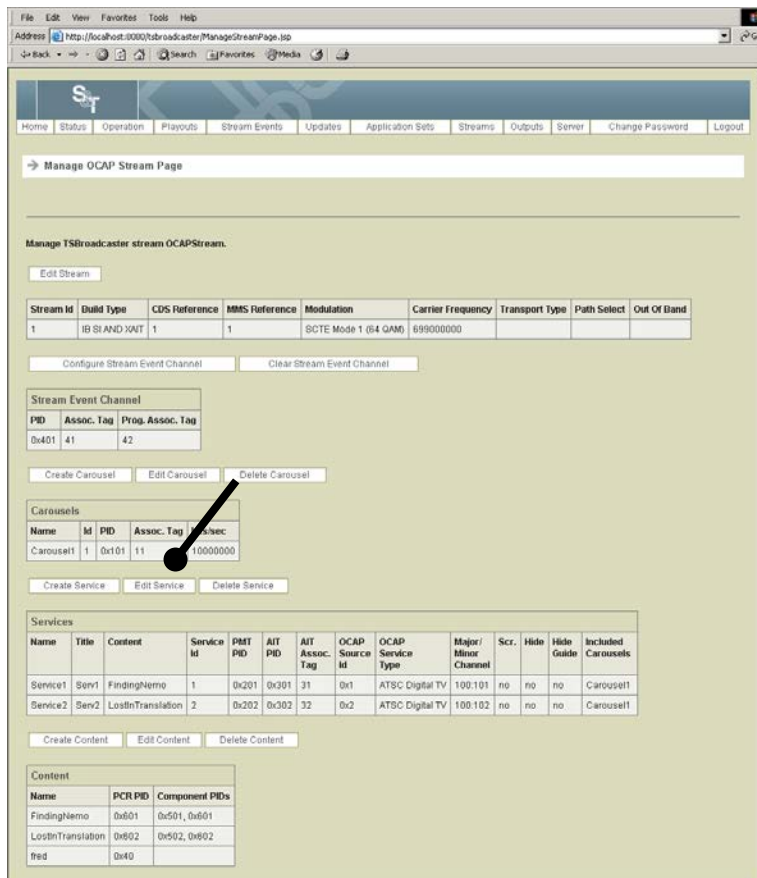 File Edit View Favorites Tools Help
Address http://localhost:8080/tsbroadcaster/ManageStreamPage.jsp
Back Search Favorites Media
S&T
Home Status Operation Playouts Stream Events Updates Application Sets Streams Outputs Server Change Password Logout
Manage OCAP Stream Page
Manage TSBroadcaster stream OCAPStream.
Edit Stream
Stream Id Build Type CDS Reference MMS Reference Modulation Carrier Frequency Transport Type Path Select Out Of Band
1 IB SI AND XAIT 1 1 SCTE Mode 1 (64 QAM) 699000000
Configure Stream Event Channel Clear Stream Event Channel
Stream Event Channel
PID Assoc. Tag Prog. Assoc. Tag
0x401 41 42
Create Carousel Edit Carousel Delete Carousel
Carousels
Name Id PID Assoc. Tag
Carousel1 1 0x101 11 10000000
Create Service Edit Service Delete Service
Services
Name Title Content Service Id PMT PID AIT PID AIT Assoc. Tag OCAP Source Id OCAP Service Type Major/ Minor Channel Scr. Hide Hide Guide Included Carousels
Service1 Serv1 FindingNemo 1 0x201 0x301 31 0x1 ATSC Digital TV 100:101 no no no Carousel1
Service2 Serv2 LostInTranslation 2 0x202 0x302 32 0x2 ATSC Digital TV 100:102 no no no Carousel1
Create Content Edit Content Delete Content
Content
Name PCR PID Component PIDs
FindingNemo 0x601 0x501, 0x601
LostInTranslation 0x602 0x502, 0x602
fred 0x40